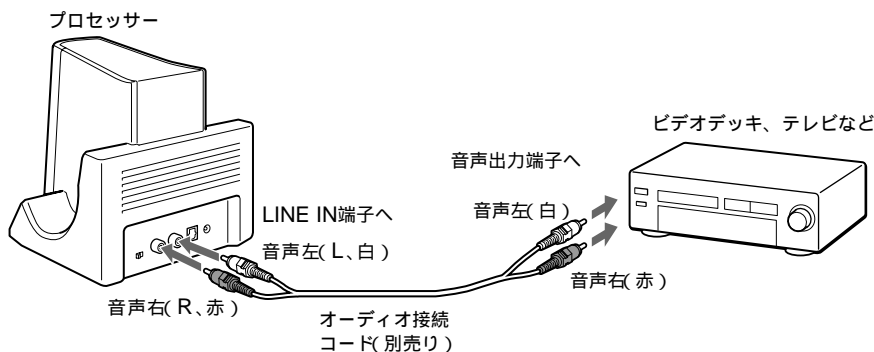 プロセッサー
ビデオデッキ、テレビなど
音声出力端子へ
LINE IN端子へ
音声左(白)
音声左(L、白)
音声右(赤)
音声右(R、赤)
オーディオ接続
コード(別売り)